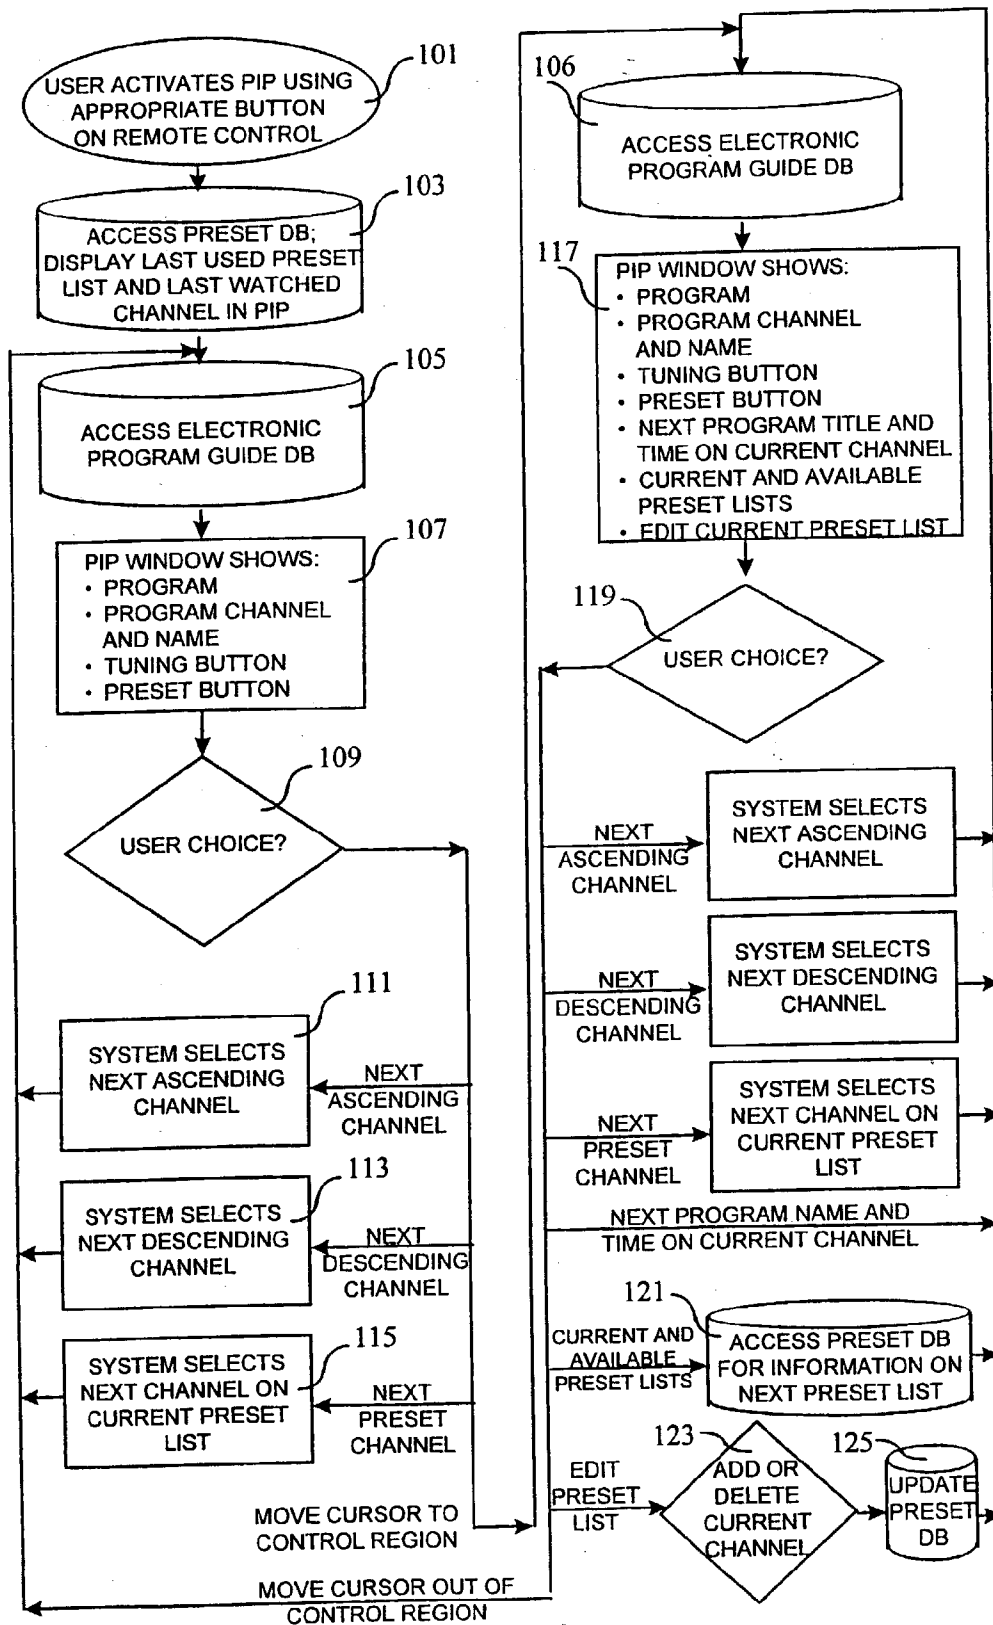 USER ACTIVATES PIP USING
APPROPRIATE BUTTON
ON REMOTE CONTROL
101
103
ACCESS PRESET DB;
DISPLAY LAST USED PRESET
LIST AND LAST WATCHED
CHANNEL IN PIP
105
ACCESS ELECTRONIC
PROGRAM GUIDE DB
107
PIP WINDOW SHOWS:
• PROGRAM
• PROGRAM CHANNEL
AND NAME
• TUNING BUTTON
• PRESET BUTTON
109
USER CHOICE?
111
SYSTEM SELECTS
NEXT ASCENDING
CHANNEL
NEXT
ASCENDING
CHANNEL
113
SYSTEM SELECTS
NEXT DESCENDING
CHANNEL
NEXT
DESCENDING
CHANNEL
115
SYSTEM SELECTS
NEXT CHANNEL ON
CURRENT PRESET
LIST
NEXT
PRESET
CHANNEL
MOVE CURSOR TO
CONTROL REGION
MOVE CURSOR OUT OF
CONTROL REGION
106
ACCESS ELECTRONIC
PROGRAM GUIDE DB
117
PIP WINDOW SHOWS:
• PROGRAM
• PROGRAM CHANNEL
AND NAME
• TUNING BUTTON
• PRESET BUTTON
• NEXT PROGRAM TITLE AND
TIME ON CURRENT CHANNEL
• CURRENT AND AVAILABLE
PRESET LISTS
• EDIT CURRENT PRESET LIST
119
USER CHOICE?
NEXT
ASCENDING
CHANNEL
SYSTEM SELECTS
NEXT ASCENDING
CHANNEL
NEXT
DESCENDING
CHANNEL
SYSTEM SELECTS
NEXT DESCENDING
CHANNEL
NEXT
PRESET
CHANNEL
SYSTEM SELECTS
NEXT CHANNEL ON
CURRENT PRESET
LIST
NEXT PROGRAM NAME AND
TIME ON CURRENT CHANNEL
121
CURRENT AND
AVAILABLE
PRESET LISTS
ACCESS PRESET DB
FOR INFORMATION ON
NEXT PRESET LIST
123
EDIT
PRESET
LIST
ADD OR
DELETE
CURRENT
CHANNEL
125
UPDATE
PRESET
DB